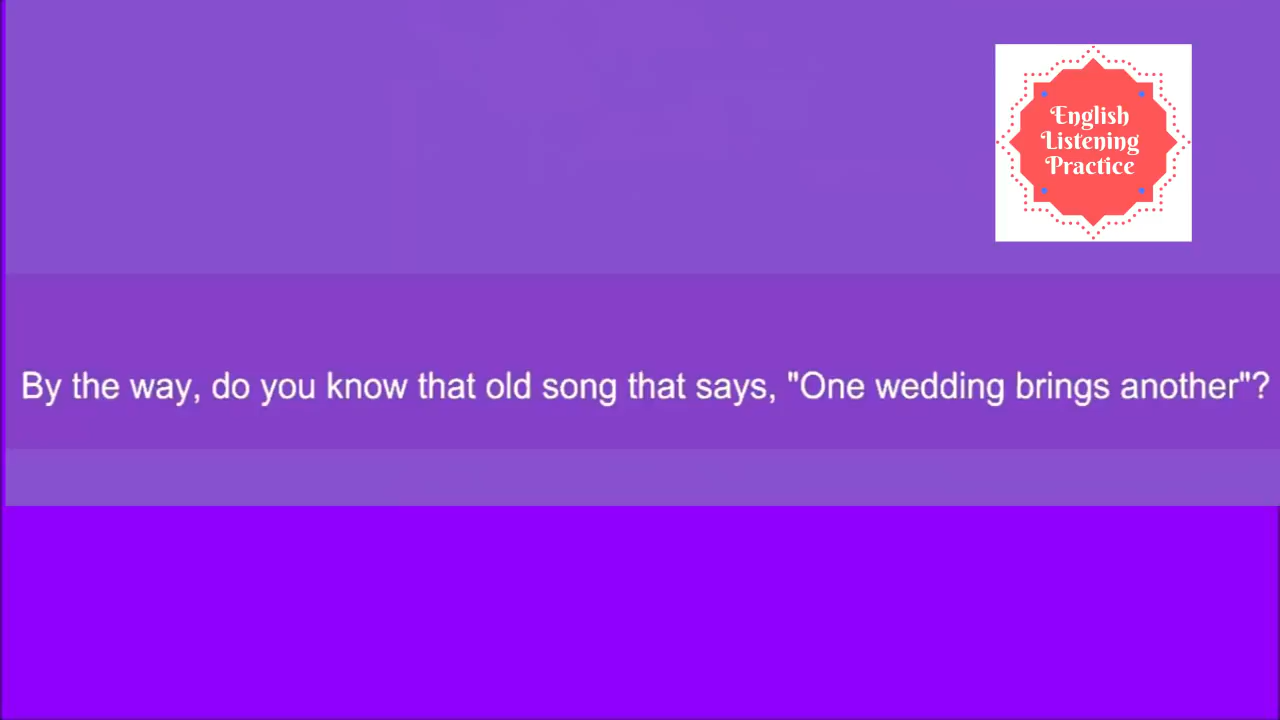 English
Listening
Practice
By the way, do you know that old song that says, "One wedding brings another"?